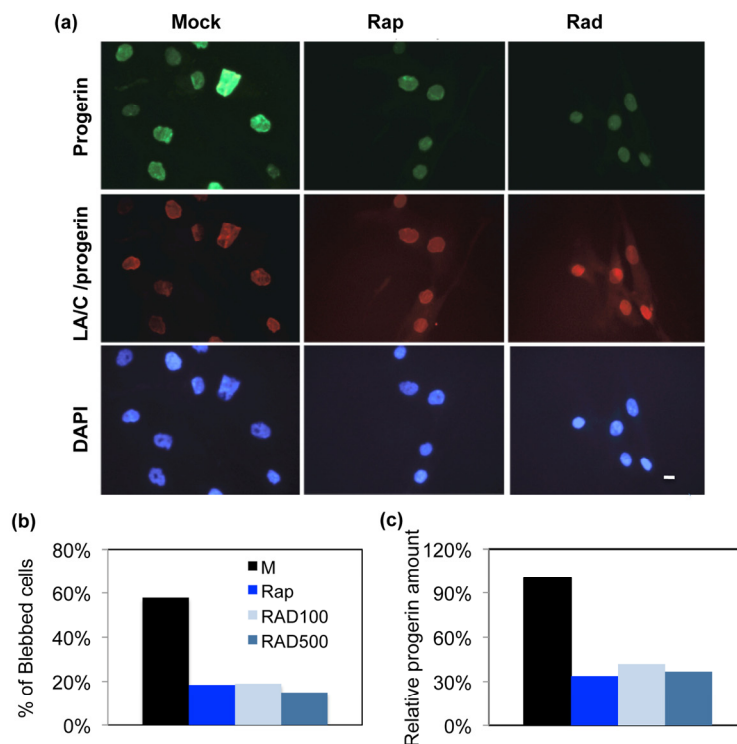 (a)
Mock
Rap
Rad
Progerin
LA/C /progerin
DAPI
(b)
% of Blebbed cells
80%
60%
40%
20%
0%
M
Rap
RAD100
RAD500
(c)
Relative progerin amount
120%
90%
60%
30%
0%